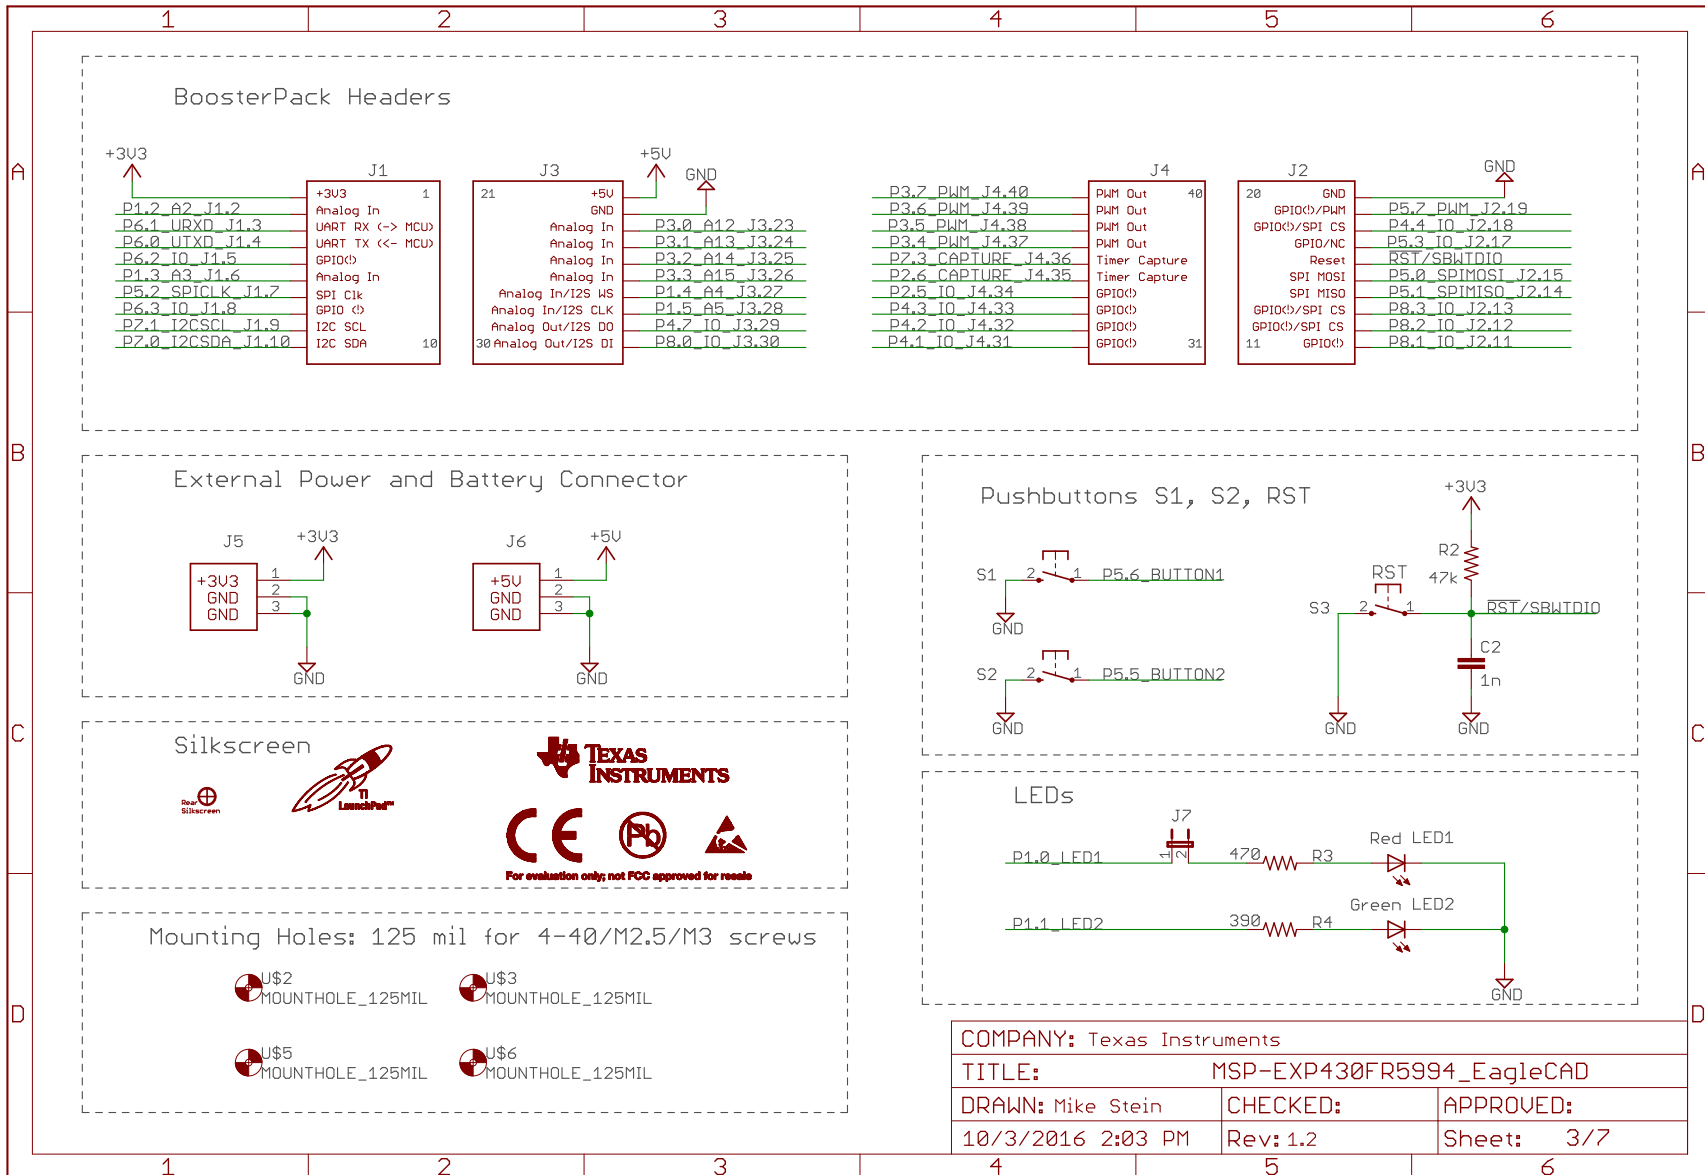 1 2 3 4 5 6
A
A
B
B
C
C
D
D
BoosterPack Headers
+3V3
J1
+3V3 1
P1.2_A2_J1.2 Analog In
P6.1_URXD_J1.3 UART RX (-> MCU)
P6.0_UTXD_J1.4 UART TX (<- MCU)
P6.2_IO_J1.5 GPIO(!)
P1.3_A3_J1.6 Analog In
P5.2_SPICLK_J1.7 SPI Clk
P6.3_IO_J1.8 GPIO (!)
P7.1_I2CSCL_J1.9 I2C SCL
P7.0_I2CSDA_J1.10 I2C SDA 10
J3
+5V
GND
21 +5V
GND
Analog In P3.0_A12_J3.23
Analog In P3.1_A13_J3.24
Analog In P3.2_A14_J3.25
Analog In P3.3_A15_J3.26
Analog In/I2S WS P1.4_A4_J3.27
Analog In/I2S CLK P1.5_A5_J3.28
Analog Out/I2S DO P4.7_IO_J3.29
30 Analog Out/I2S DI P8.0_IO_J3.30
J4
P3.7_PWM_J4.40 PWM Out 40
P3.6_PWM_J4.39 PWM Out
P3.5_PWM_J4.38 PWM Out
P3.4_PWM_J4.37 PWM Out
P7.3_CAPTURE_J4.36 Timer Capture
P2.6_CAPTURE_J4.35 Timer Capture
P2.5_IO_J4.34 GPIO(!)
P4.3_IO_J4.33 GPIO(!)
P4.2_IO_J4.32 GPIO(!)
P4.1_IO_J4.31 GPIO(!) 31
J2
GND
20 GND
GPIO(!)/PWM P5.7_PWM_J2.19
GPIO(!)/SPI CS P4.4_IO_J2.18
GPIO/NC P5.3_IO_J2.17
Reset RST/SBWTDIO
SPI MOSI P5.0_SPIMOSI_J2.15
SPI MISO P5.1_SPIMISO_J2.14
GPIO(!)/SPI CS P8.3_IO_J2.13
GPIO(!)/SPI CS P8.2_IO_J2.12
11 GPIO(!) P8.1_IO_J2.11
External Power and Battery Connector
J5 +3V3
+3V3 1
GND 2
GND 3
GND
J6 +5V
+5V 1
GND 2
GND 3
GND
Pushbuttons S1, S2, RST
S1 2 1 P5.6_BUTTON1
GND
S2 2 1 P5.5_BUTTON2
GND
+3V3
R2
47k
RST
S3 2 1 RST/SBWTDIO
C2
1n
GND GND
Silkscreen
Rear
Silkscreen
TI
LaunchPad™
TEXAS
INSTRUMENTS
CE Pb
For evaluation only; not FCC approved for resale
LEDs
J7
1 2
P1.0_LED1 470 R3 Red LED1
P1.1_LED2 390 R4 Green LED2
GND
Mounting Holes: 125 mil for 4-40/M2.5/M3 screws
U$2
MOUNTHOLE_125MIL
U$3
MOUNTHOLE_125MIL
U$5
MOUNTHOLE_125MIL
U$6
MOUNTHOLE_125MIL
COMPANY: Texas Instruments
TITLE: MSP-EXP430FR5994_EagleCAD
DRAWN: Mike Stein CHECKED: APPROVED:
10/3/2016 2:03 PM Rev: 1.2 Sheet: 3/7
1 2 3 4 5 6